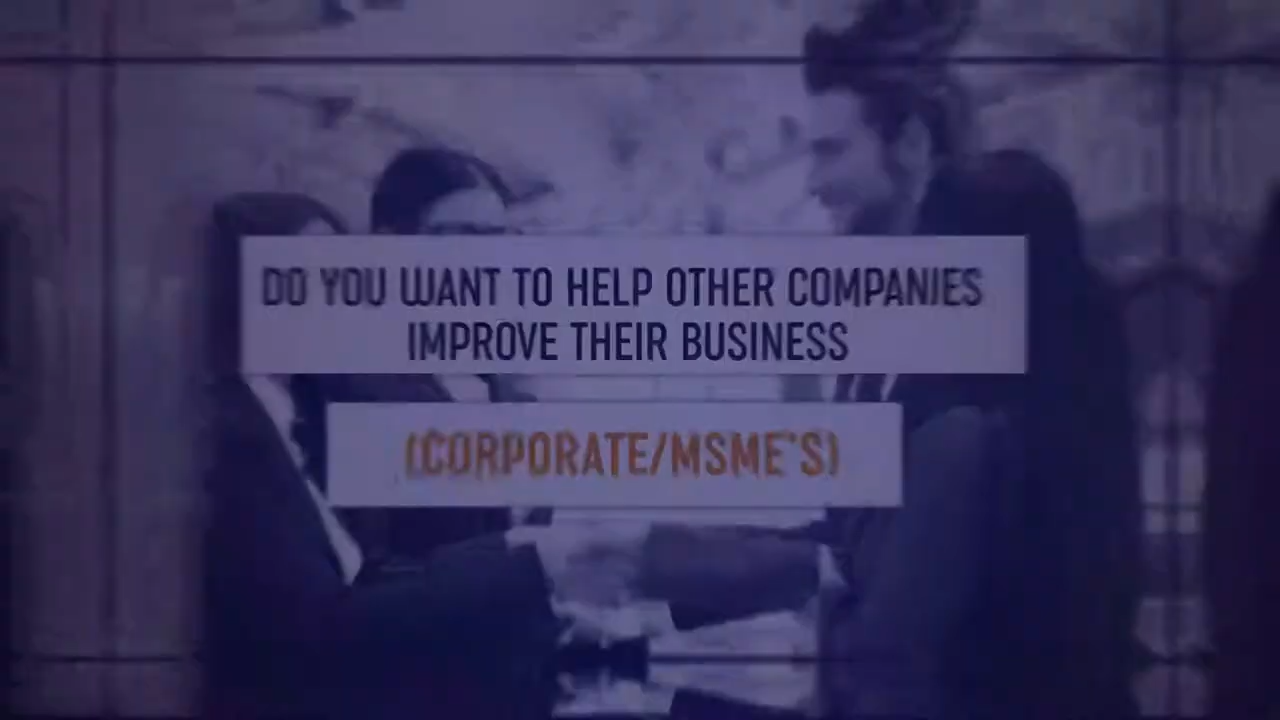 DO YOU WANT TO HELP OTHER COMPANIES
IMPROVE THEIR BUSINESS
(CORPORATE/MSME'S)